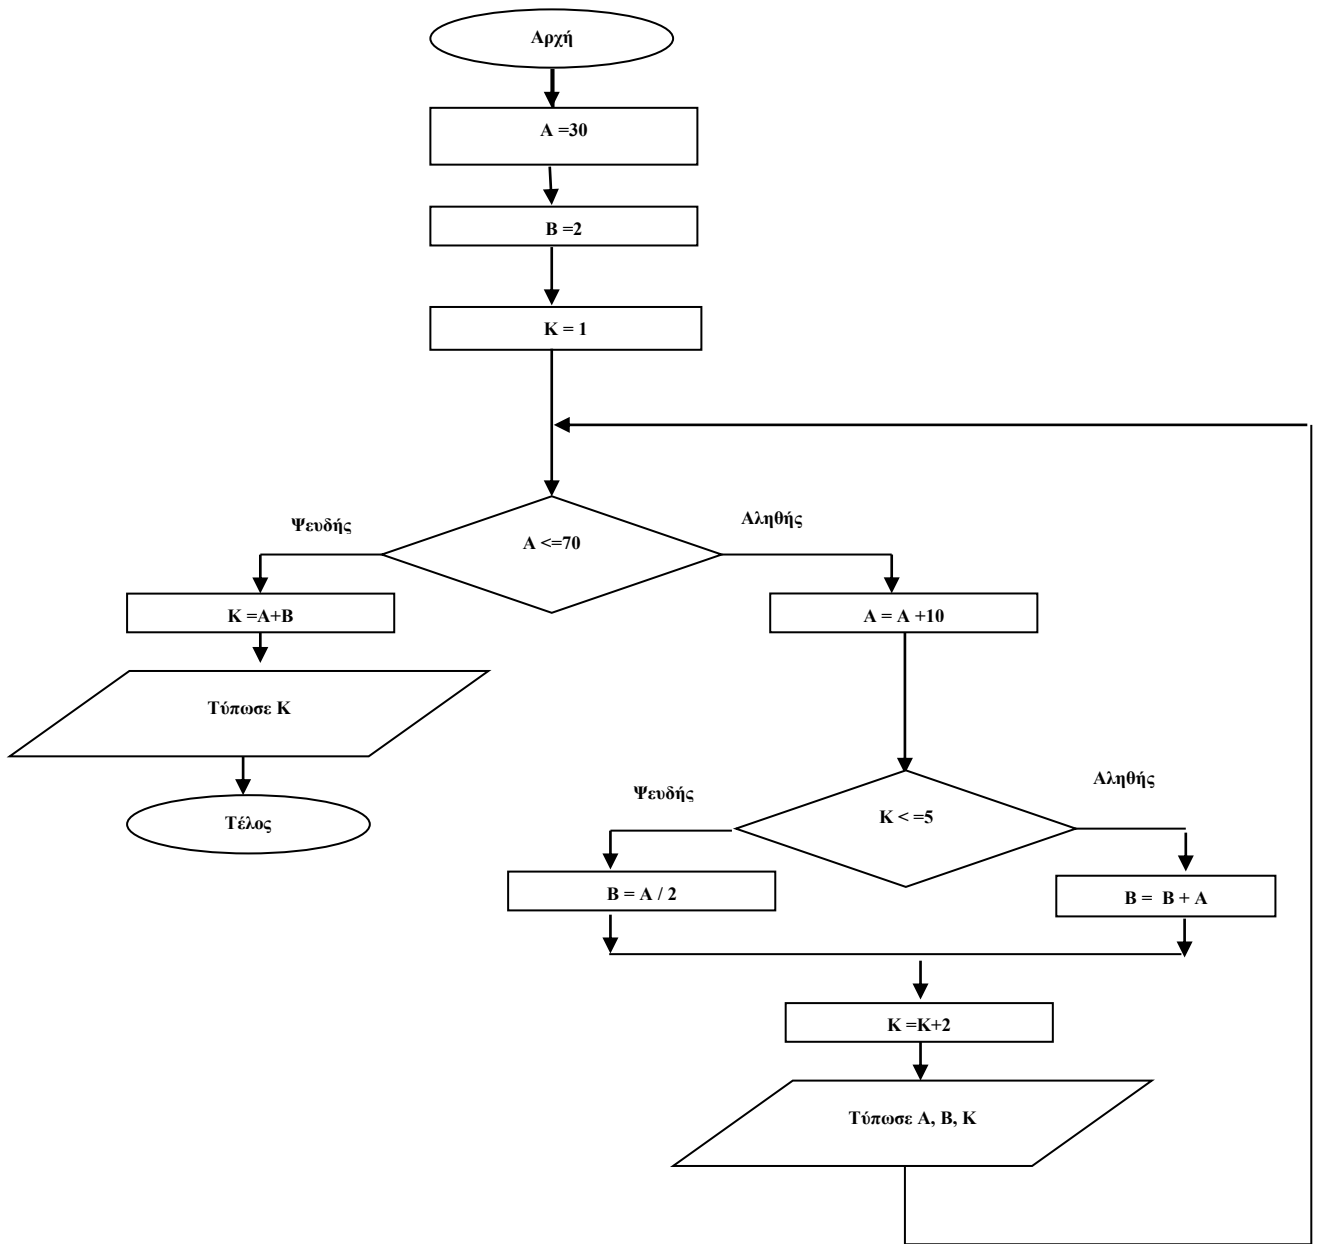 Αρχή
Α =30
Β =2
Κ = 1
Ψευδής
Αληθής
Α <=70
Κ =Α+Β
Α = Α +10
Τύπωσε Κ
Τέλος
Ψευδής
Αληθής
Κ < =5
Β = Α / 2
Β =  Β + Α
Κ =Κ+2
Τύπωσε Α, Β, Κ